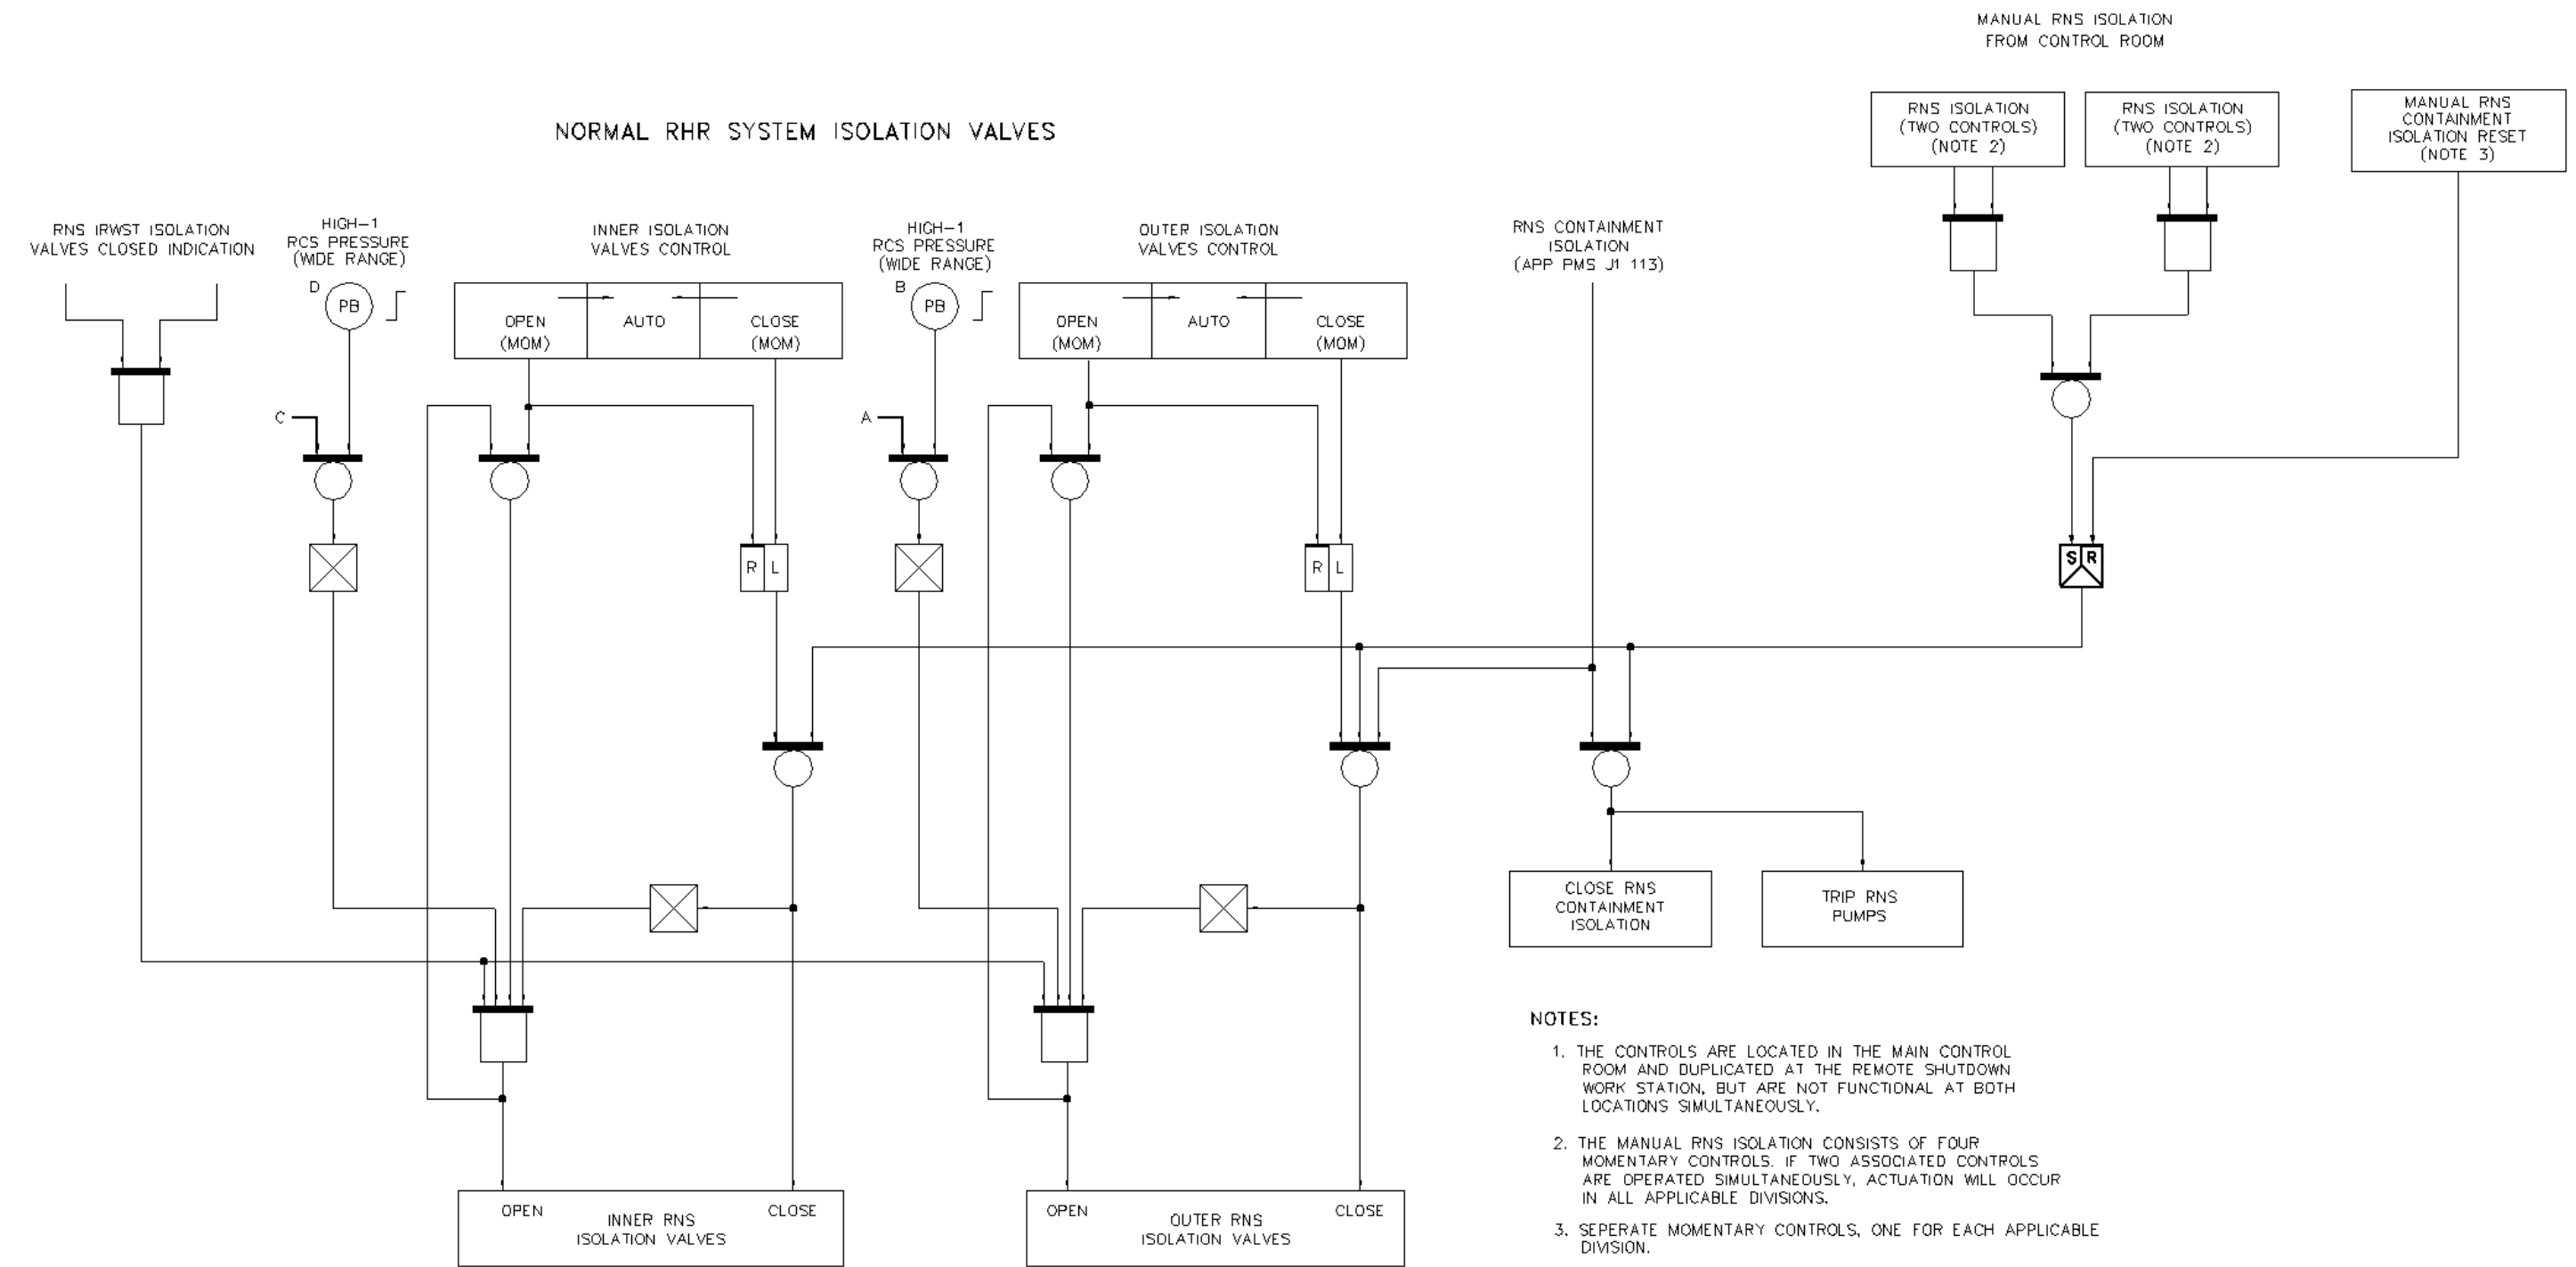 MANUAL RNS ISOLATION
FROM CONTROL ROOM
NORMAL RHR SYSTEM ISOLATION VALVES
RNS ISOLATION
(TWO CONTROLS)
(NOTE 2)
RNS ISOLATION
(TWO CONTROLS)
(NOTE 2)
MANUAL RNS
CONTAINMENT
ISOLATION RESET
(NOTE 3)
RNS IRWST ISOLATION
VALVES CLOSED INDICATION
HIGH-1
RCS PRESSURE
(WIDE RANGE)
D
PB
INNER ISOLATION
VALVES CONTROL
OPEN
(MOM)
AUTO
CLOSE
(MOM)
HIGH-1
RCS PRESSURE
(WIDE RANGE)
B
PB
OUTER ISOLATION
VALVES CONTROL
OPEN
(MOM)
AUTO
CLOSE
(MOM)
RNS CONTAINMENT
ISOLATION
(APP PMS J1 113)
C
A
R L
R L
S R
CLOSE RNS
CONTAINMENT
ISOLATION
TRIP RNS
PUMPS
OPEN
INNER RNS
ISOLATION VALVES
CLOSE
OPEN
OUTER RNS
ISOLATION VALVES
CLOSE
NOTES:
1. THE CONTROLS ARE LOCATED IN THE MAIN CONTROL
ROOM AND DUPLICATED AT THE REMOTE SHUTDOWN
WORK STATION, BUT ARE NOT FUNCTIONAL AT BOTH
LOCATIONS SIMULTANEOUSLY.
2. THE MANUAL RNS ISOLATION CONSISTS OF FOUR
MOMENTARY CONTROLS. IF TWO ASSOCIATED CONTROLS
ARE OPERATED SIMULTANEOUSLY, ACTUATION WILL OCCUR
IN ALL APPLICABLE DIVISIONS.
3. SEPERATE MOMENTARY CONTROLS, ONE FOR EACH APPLICABLE
DIVISION.